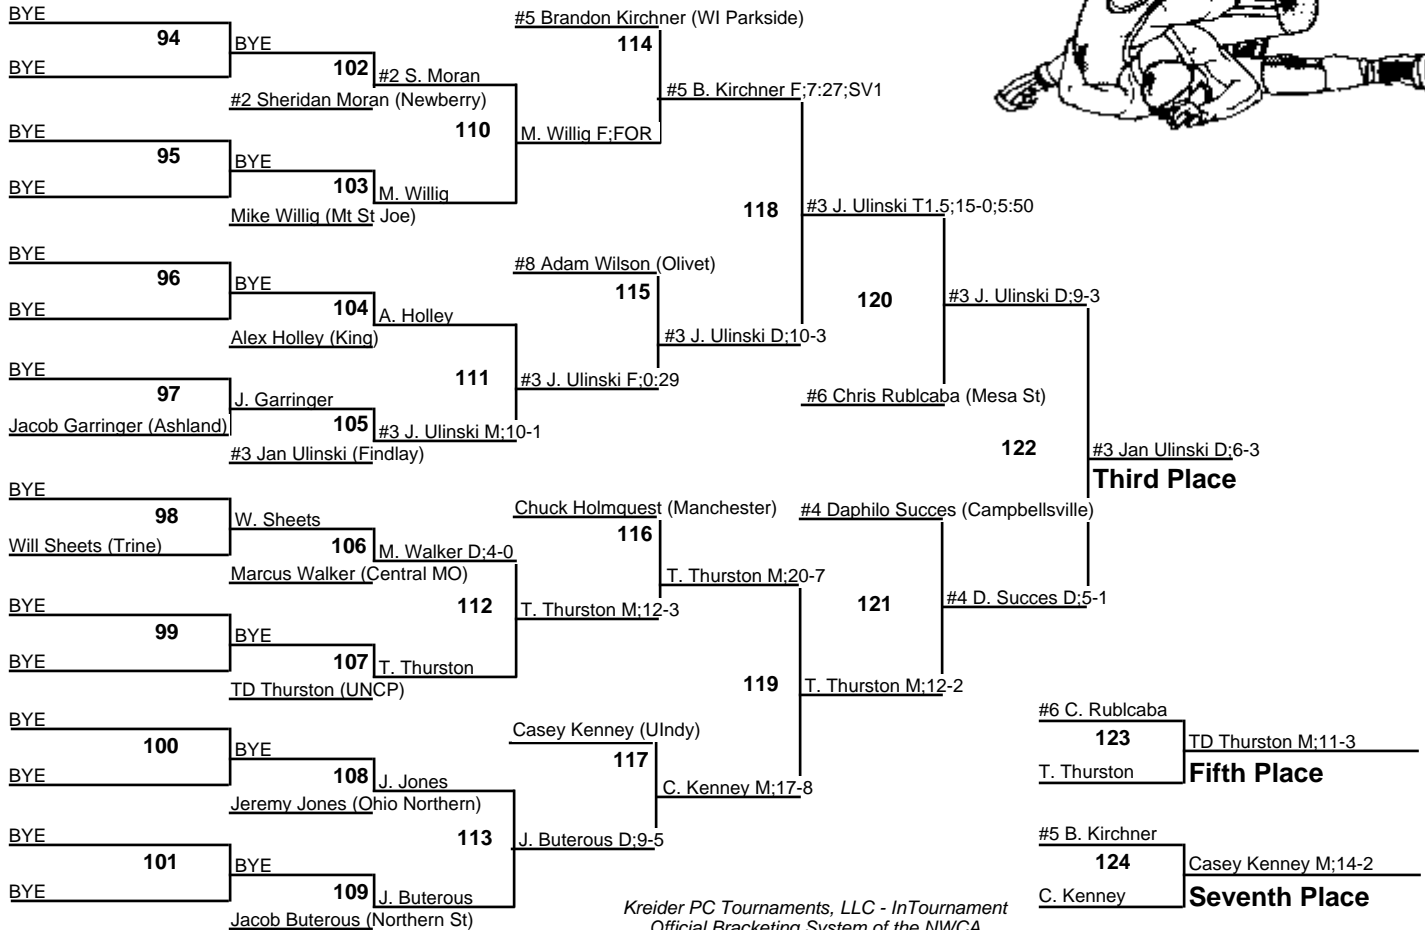 BYE
94
BYE
BYE
102
#2 S. Moran
#2 Sheridan Moran (Newberry)
110
M. Willig F;FOR
BYE
95
BYE
BYE
103
M. Willig
Mike Willig (Mt St Joe)
#5 Brandon Kirchner (WI Parkside)
114
#5 B. Kirchner F;7:27;SV1
118
#3 J. Ulinski T1.5;15-0;5:50
BYE
96
BYE
BYE
104
A. Holley
Alex Holley (King)
111
#3 J. Ulinski F;0:29
BYE
97
J. Garringer
Jacob Garringer (Ashland)
105
#3 J. Ulinski M;10-1
#3 Jan Ulinski (Findlay)
#8 Adam Wilson (Olivet)
115
#3 J. Ulinski D;10-3
120
#3 J. Ulinski D;9-3
#6 Chris Rublcaba (Mesa St)
122
#3 Jan Ulinski D;6-3
Third Place
BYE
98
W. Sheets
Will Sheets (Trine)
106
M. Walker D;4-0
Marcus Walker (Central MO)
112
T. Thurston M;12-3
BYE
99
BYE
BYE
107
T. Thurston
TD Thurston (UNCP)
Chuck Holmquest (Manchester)
116
T. Thurston M;20-7
#4 Daphilo Succes (Campbellsville)
121
#4 D. Succes D;5-1
119
T. Thurston M;12-2
BYE
100
BYE
BYE
108
J. Jones
Jeremy Jones (Ohio Northern)
113
J. Buterous D;9-5
BYE
101
BYE
BYE
109
J. Buterous
Jacob Buterous (Northern St)
Casey Kenney (UIndy)
117
C. Kenney M;17-8
#6 C. Rublcaba
123
TD Thurston M;11-3
T. Thurston
Fifth Place
#5 B. Kirchner
124
Casey Kenney M;14-2
C. Kenney
Seventh Place
Kreider PC Tournaments, LLC - InTournament
Official Bracketing System of the NWCA